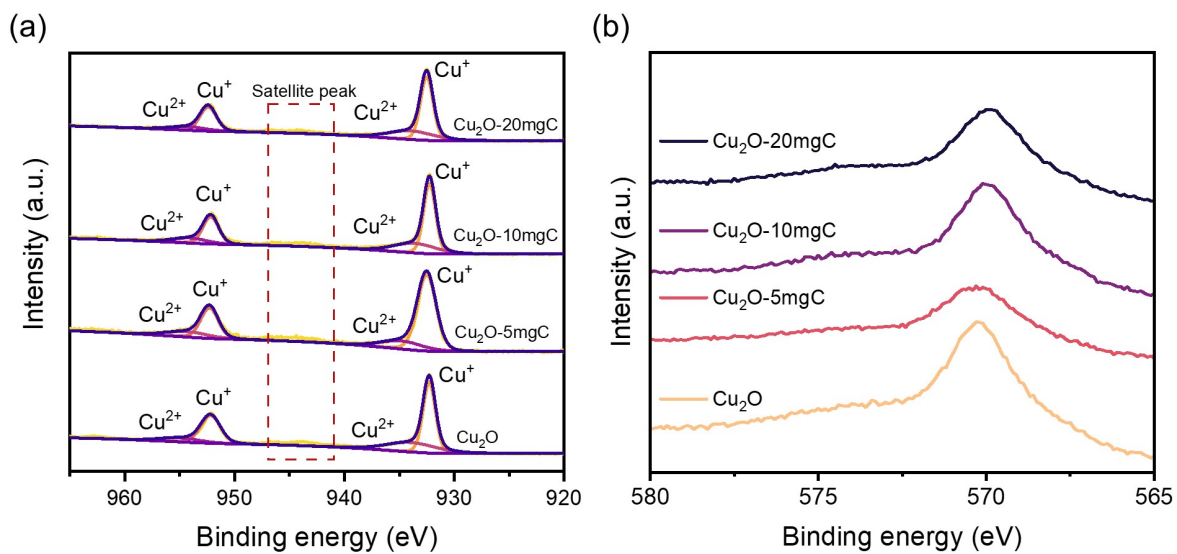 (a)
Intensity (a.u.)
Satellite peak
Cu²⁺ Cu⁺ Cu²⁺ Cu⁺
Cu₂O-20mgC
Cu²⁺ Cu⁺ Cu²⁺ Cu⁺
Cu₂O-10mgC
Cu²⁺ Cu⁺ Cu²⁺ Cu⁺
Cu₂O-5mgC
Cu²⁺ Cu⁺ Cu²⁺ Cu⁺
Cu₂O
960 950 940 930 920
Binding energy (eV)
(b)
Intensity (a.u.)
Cu₂O-20mgC
Cu₂O-10mgC
Cu₂O-5mgC
Cu₂O
580 575 570 565
Binding energy (eV)